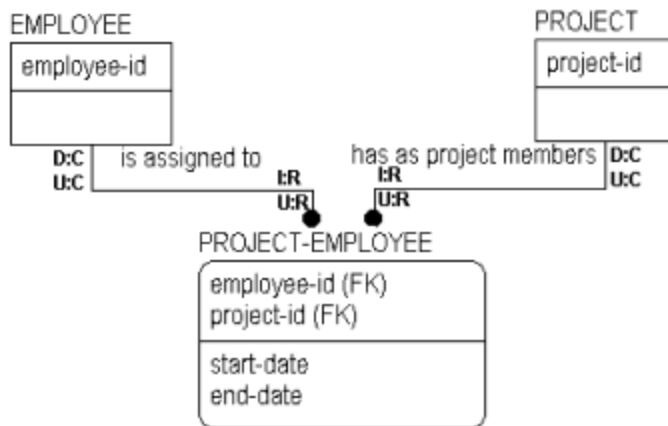 EMPLOYEE
PROJECT
employee-id
project-id
D:C
is assigned to
has as project members
D:C
U:C
I:R
I:R
U:C
U:R
U:R
PROJECT-EMPLOYEE
employee-id (FK)
project-id (FK)
start-date
end-date